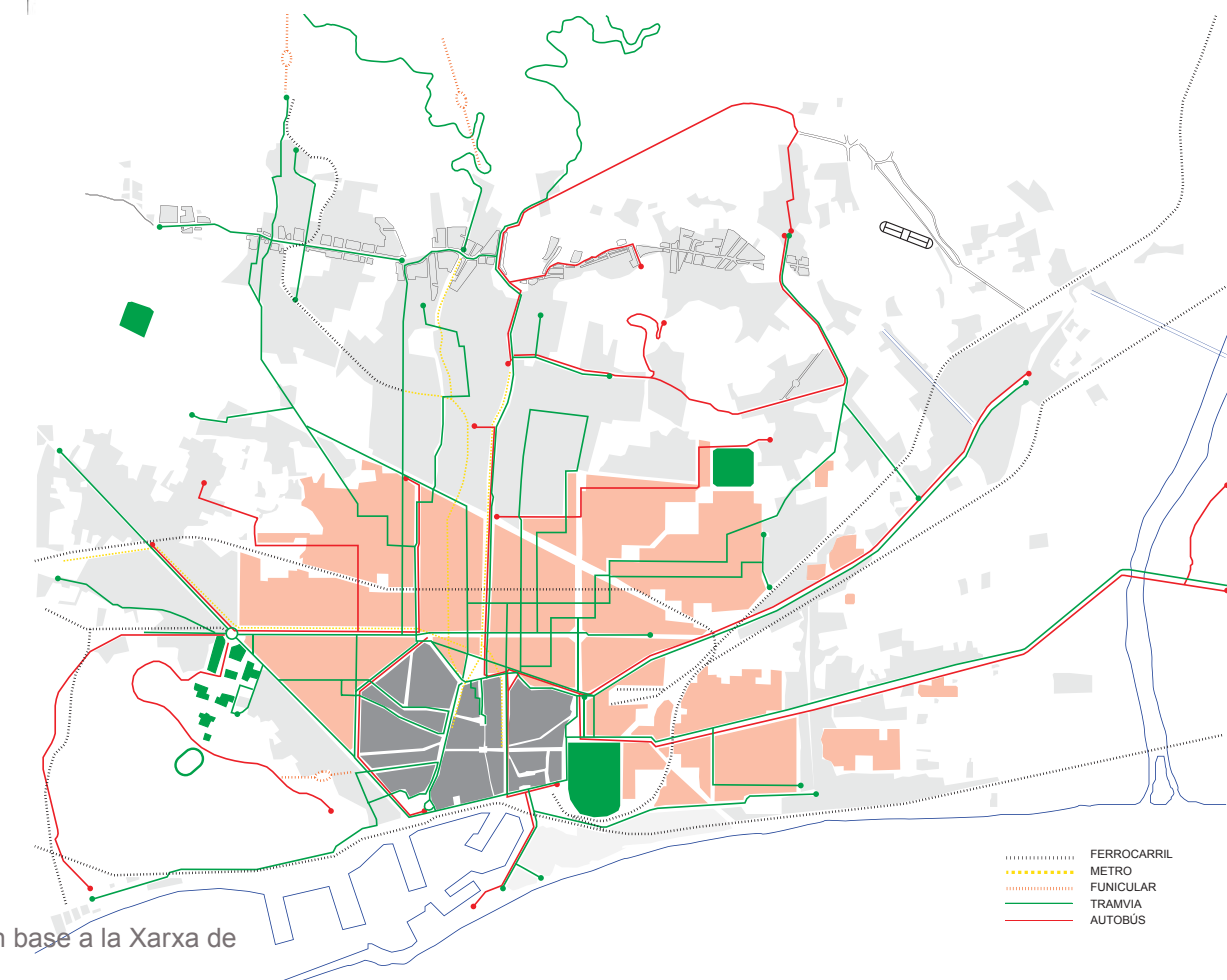 FERROCARRIL
METRO
FUNICULAR
TRAMVIA
AUTOBÚS
base a la Xarxa de